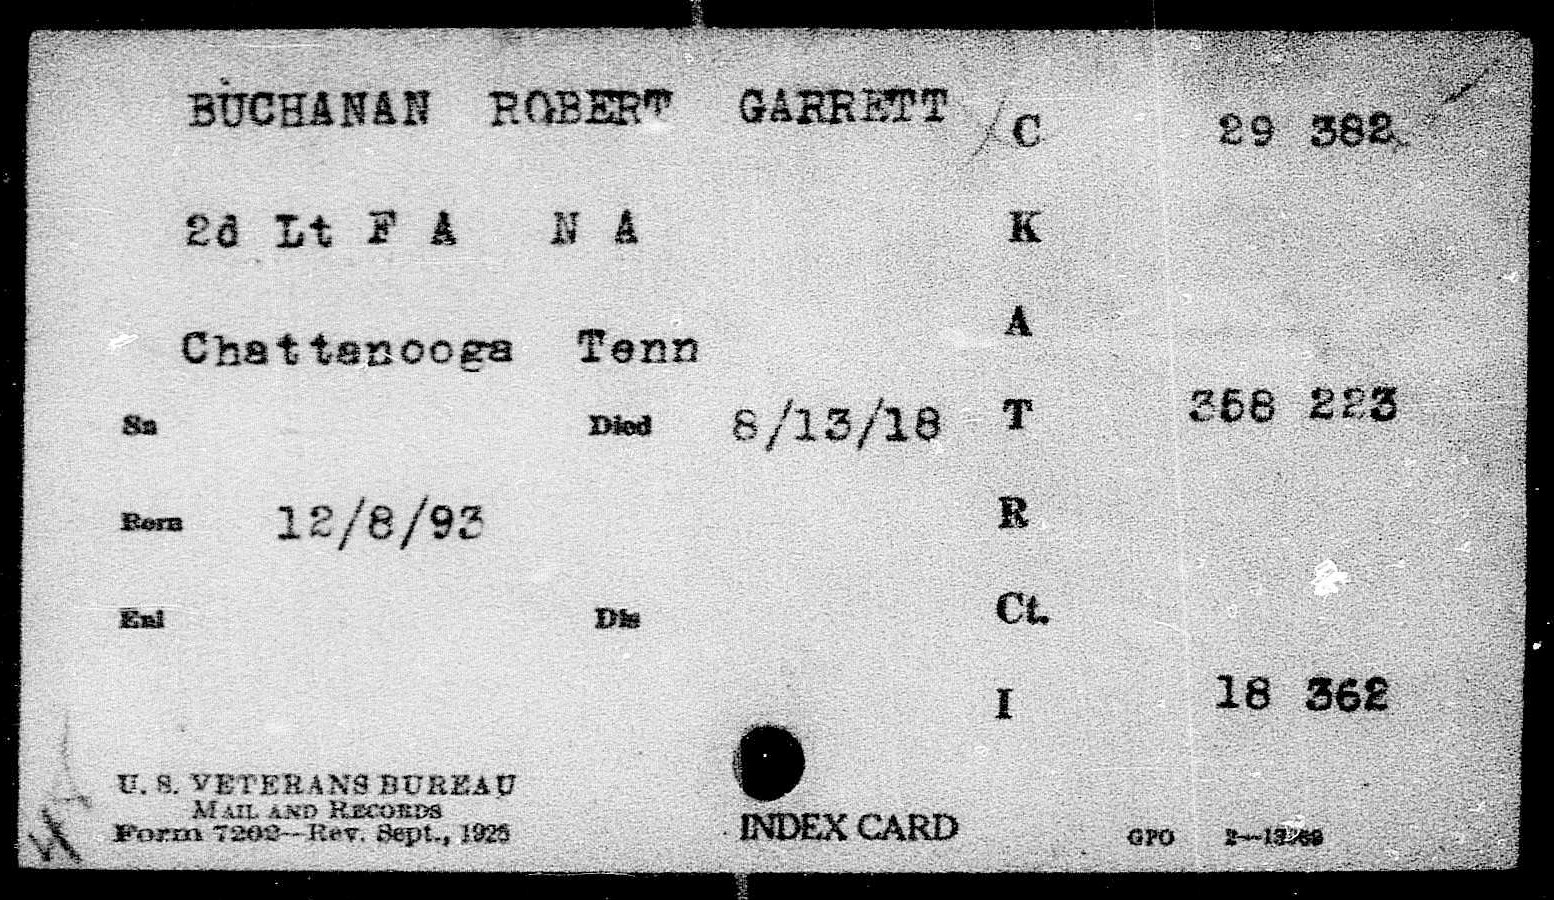 BUCHANAN ROBERT GARRETT C 29 382
2d Lt F A N A K
A
Chattanooga Tenn
Sn Died 8/13/18 T 358 223
Born 12/8/93 R
Enl Dis Ct.
I 18 362
U. S. VETERANS BUREAU
MAIL AND RECORDS
Form 7202—Rev. Sept., 1925
INDEX CARD
GPO